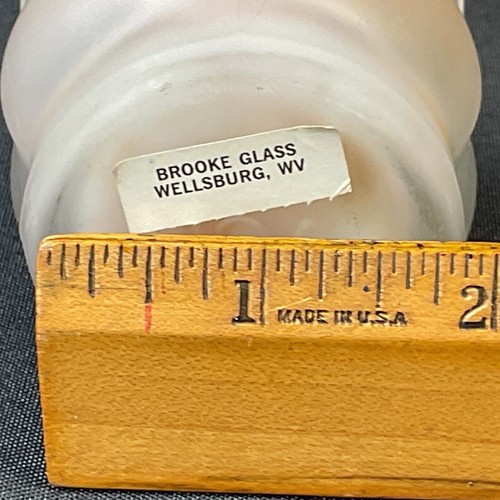 BROOKE GLASS
WELLSBURG, WV
1 2
MADE IN U.S.A